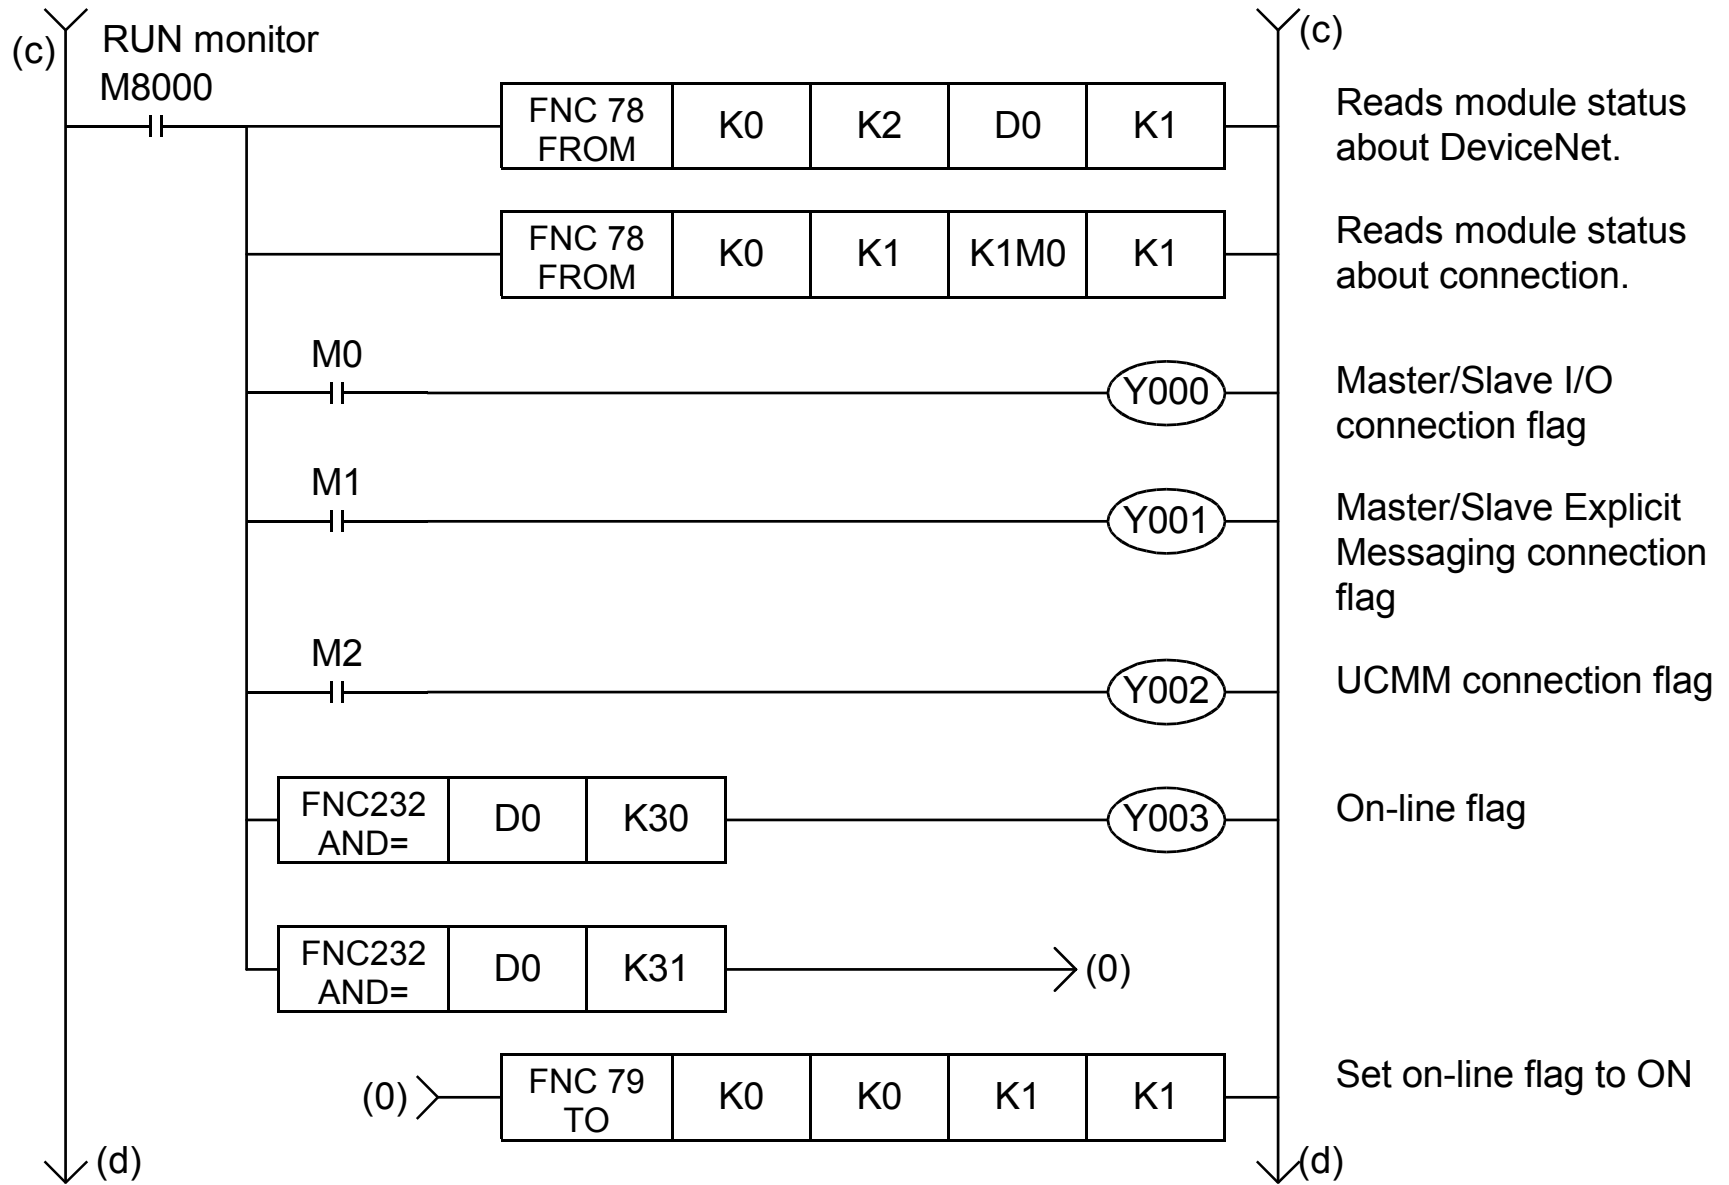 (c)
RUN monitor
M8000
(c)
FNC 78
FROM
K0
K2
D0
K1
Reads module status
about DeviceNet.
FNC 78
FROM
K0
K1
K1M0
K1
Reads module status
about connection.
M0
Y000
Master/Slave I/O
connection flag
M1
Y001
Master/Slave Explicit
Messaging connection
flag
M2
Y002
UCMM connection flag
FNC232
AND=
D0
K30
Y003
On-line flag
FNC232
AND=
D0
K31
(0)
(0)
FNC 79
TO
K0
K0
K1
K1
Set on-line flag to ON
(d)
(d)